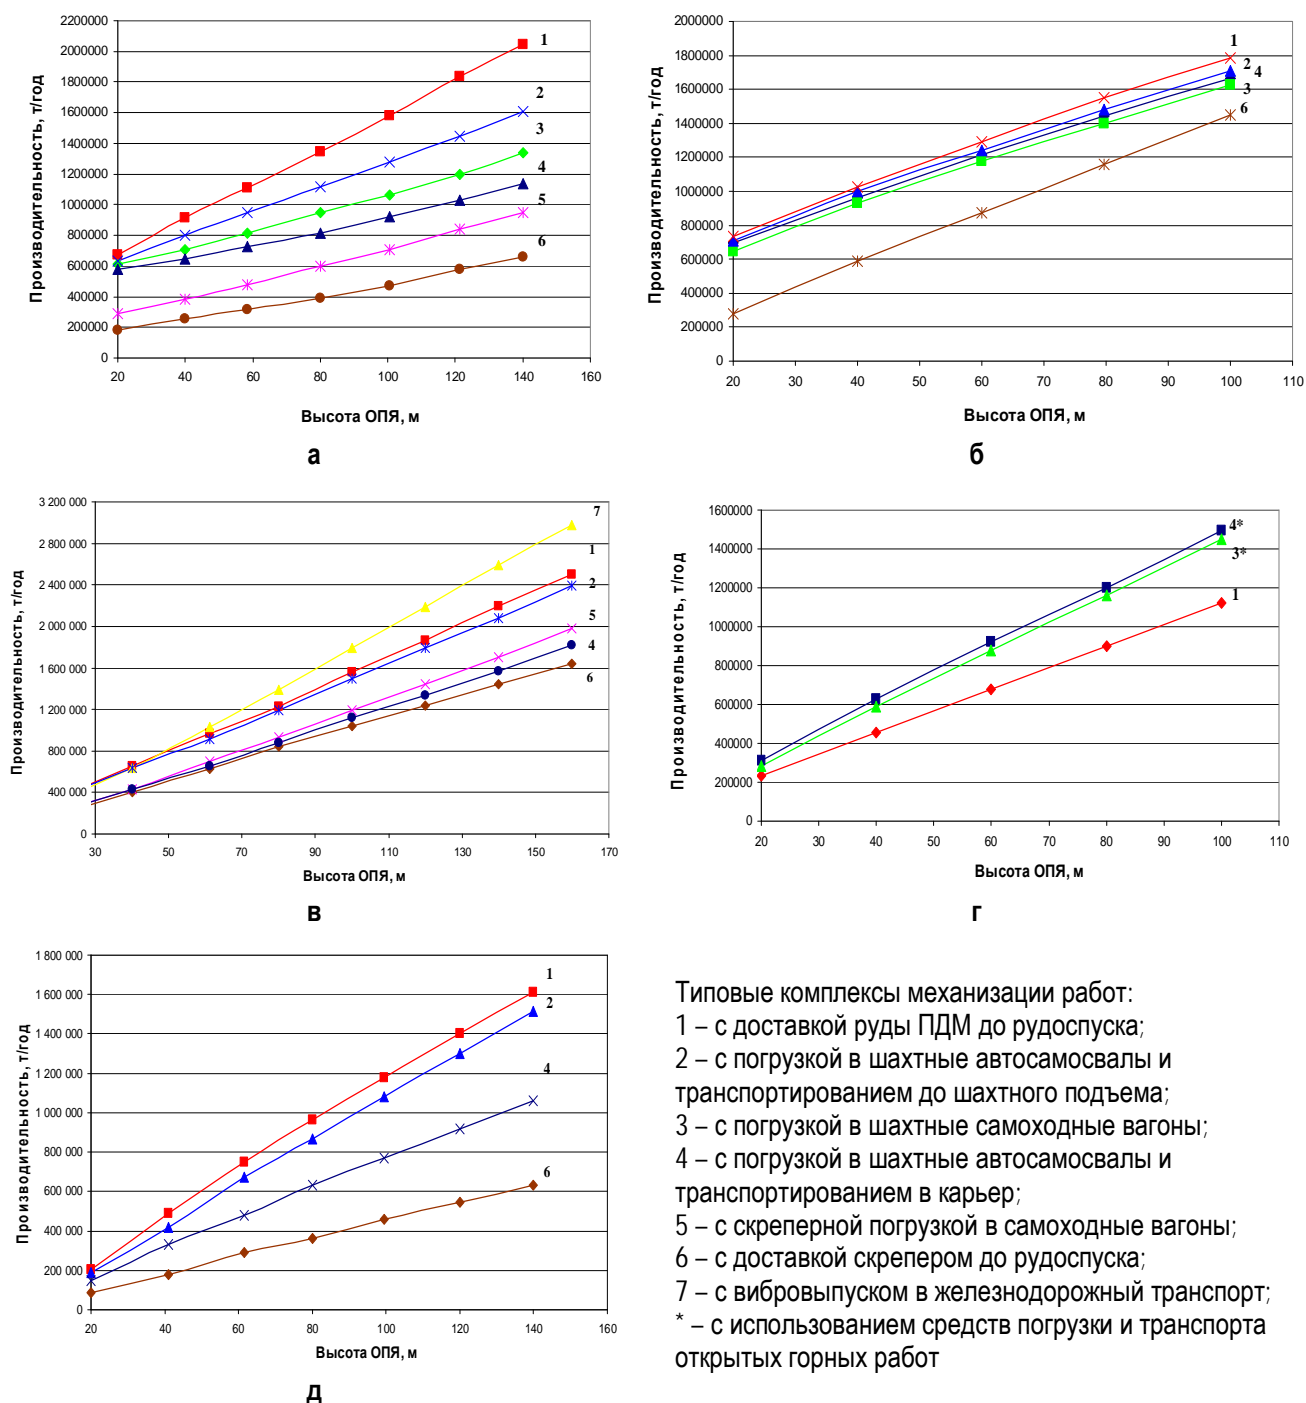 Производительность, т/год
2200000
2000000
1800000
1600000
1400000
1200000
1000000
800000
600000
400000
200000
0
20 40 60 80 100 120 140 160
1
2
3
4
5
6
Высота ОПЯ, м
а
Производительность, т/год
2000000
1800000
1600000
1400000
1200000
1000000
800000
600000
400000
200000
0
20 30 40 50 60 70 80 90 100 110
1
2
4
3
6
Высота ОПЯ, м
б
Производительность, т/год
3 200 000
2 800 000
2 400 000
2 000 000
1 600 000
1 200 000
800 000
400 000
0
30 50 70 90 110 130 150 170
7
1
2
5
4
6
Высота ОПЯ, м
в
Производительность, т/год
1600000
1400000
1200000
1000000
800000
600000
400000
200000
0
20 30 40 50 60 70 80 90 100 110
4*
3*
1
Высота ОПЯ, м
г
Производительность, т/год
1 800 000
1 600 000
1 400 000
1 200 000
1 000 000
800 000
600 000
400 000
200 000
0
20 40 60 80 100 120 140 160
1
2
4
6
Высота ОПЯ, м
д
Типовые комплексы механизации работ:
1 – с доставкой руды ПДМ до рудоспуска;
2 – с погрузкой в шахтные автосамосвалы и
транспортированием до шахтного подъема;
3 – с погрузкой в шахтные самоходные вагоны;
4 – с погрузкой в шахтные автосамосвалы и
транспортированием в карьер;
5 – с скреперной погрузкой в самоходные вагоны;
6 – с доставкой скрепером до рудоспуска;
7 – с вибровыпуском в железнодорожный транспорт;
* – с использованием средств погрузки и транспорта
открытых горных работ